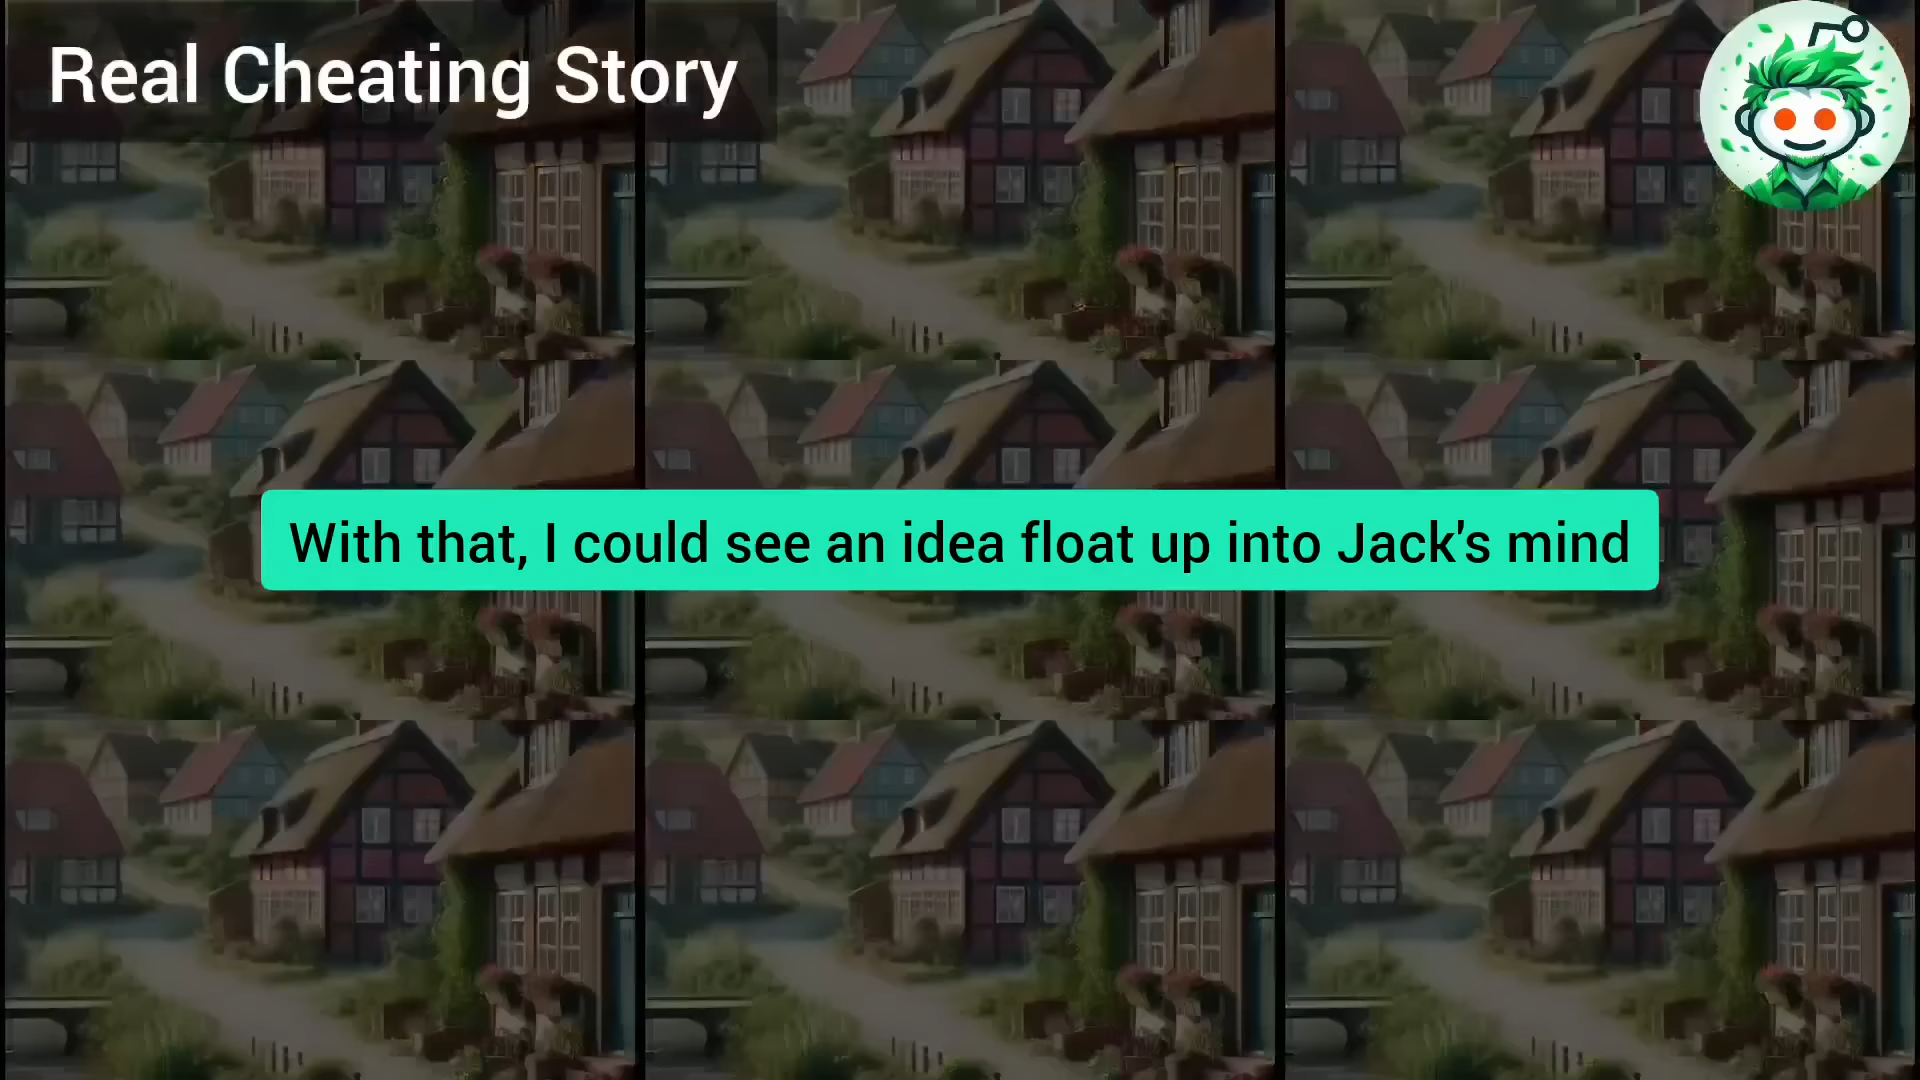 Real Cheating Story
With that, I could see an idea float up into Jack's mind